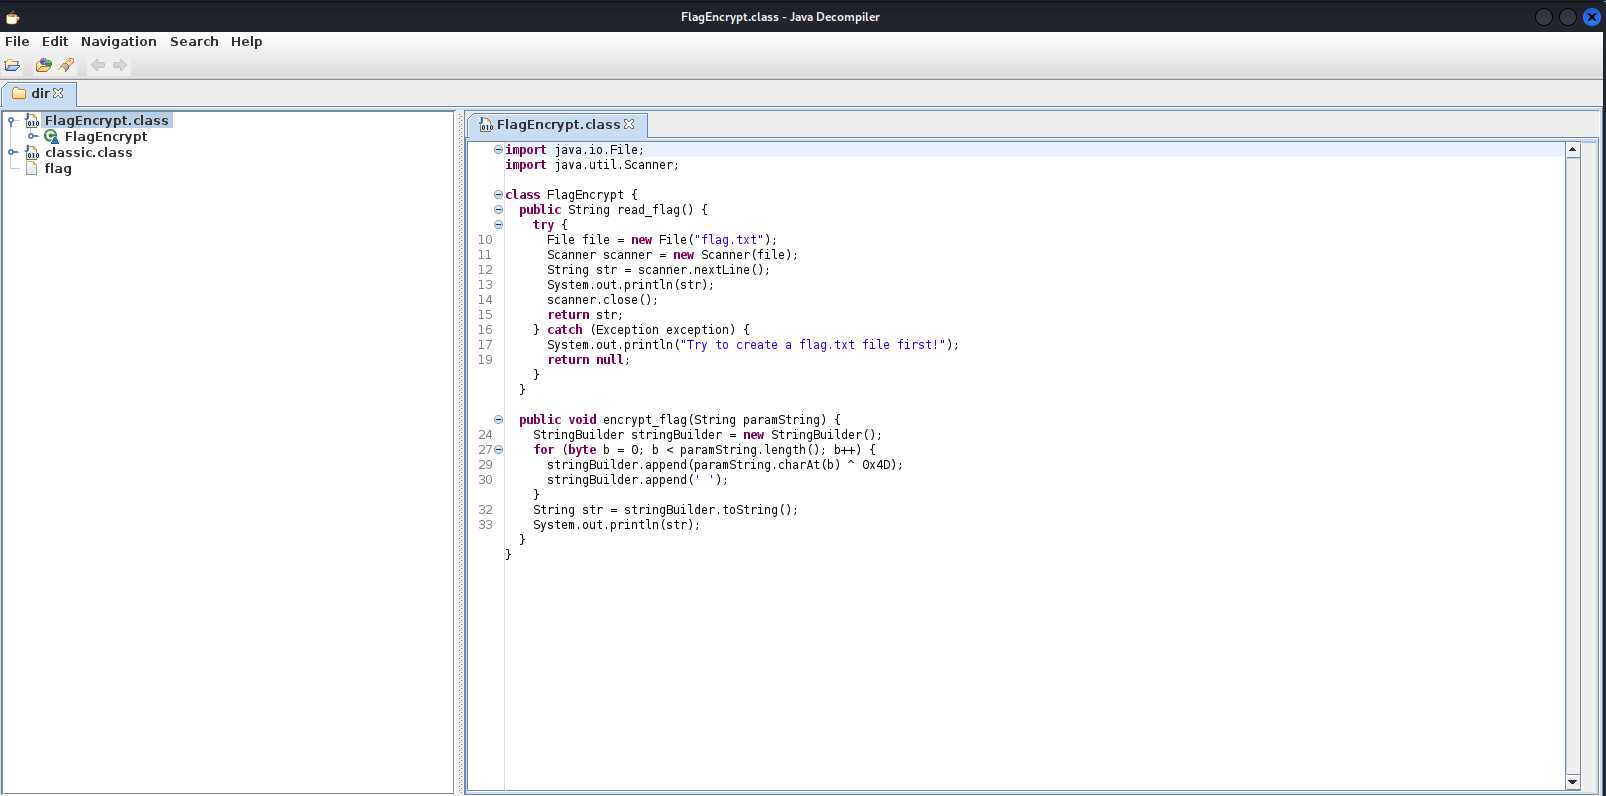 FlagEncrypt.class - Java Decompiler
File Edit Navigation Search Help
dir
FlagEncrypt.class
FlagEncrypt
classic.class
flag
FlagEncrypt.class
import java.io.File;
import java.util.Scanner;
class FlagEncrypt {
public String read_flag() {
try {
10 File file = new File("flag.txt");
11 Scanner scanner = new Scanner(file);
12 String str = scanner.nextLine();
13 System.out.println(str);
14 scanner.close();
15 return str;
16 } catch (Exception exception) {
17 System.out.println("Try to create a flag.txt file first!");
19 return null;
}
}
public void encrypt_flag(String paramString) {
24 StringBuilder stringBuilder = new StringBuilder();
27 for (byte b = 0; b < paramString.length(); b++) {
29 stringBuilder.append(paramString.charAt(b) ^ 0x4D);
30 stringBuilder.append(' ');
}
32 String str = stringBuilder.toString();
33 System.out.println(str);
}
}